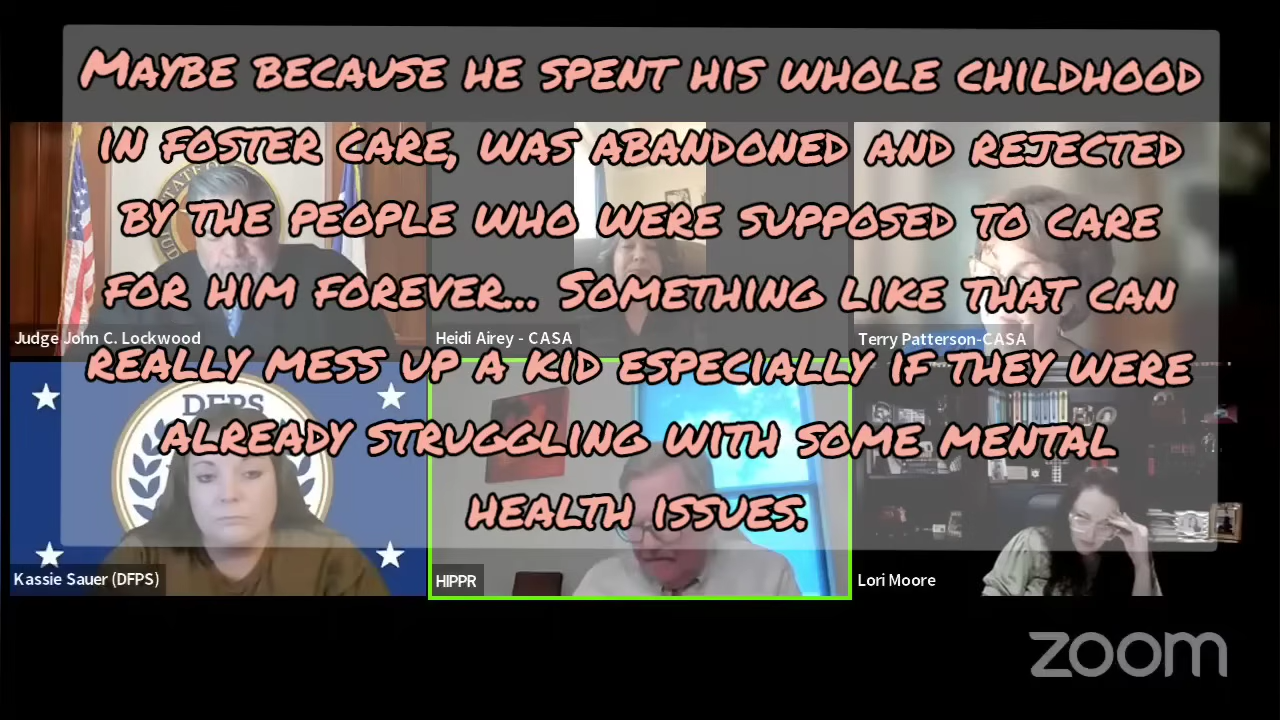 Maybe because he spent his whole childhood
in foster care, was abandoned and rejected
by the people who were supposed to care
for him forever... Something like that can
really mess up a kid especially if they were
already struggling with some mental
health issues.
STATE
Judge John C. Lockwood
Heidi Airey - CASA
Terry Patterson-CASA
DFPS
Kassie Sauer (DFPS)
HIPPR
Lori Moore
zoom